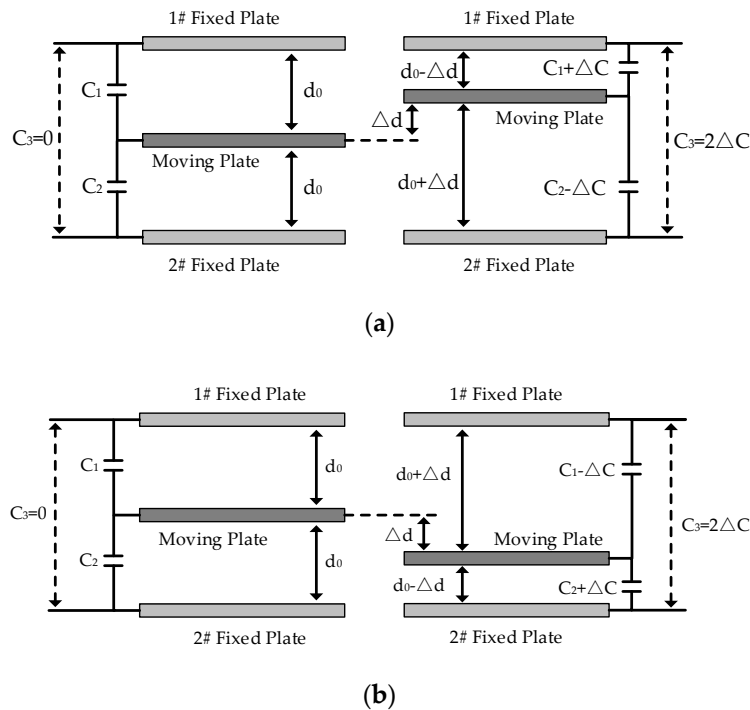 1# Fixed Plate
1# Fixed Plate
C₁
d₀
d₀-△d
C₁+△C
C₃=0
△d
Moving Plate
C₃=2△C
Moving Plate
C₂
d₀
d₀+△d
C₂-△C
2# Fixed Plate
2# Fixed Plate
(a)
1# Fixed Plate
1# Fixed Plate
C₁
d₀
d₀+△d
C₁-△C
C₃=0
C₃=2△C
Moving Plate
△d
Moving Plate
C₂
d₀
d₀-△d
C₂+△C
2# Fixed Plate
2# Fixed Plate
(b)